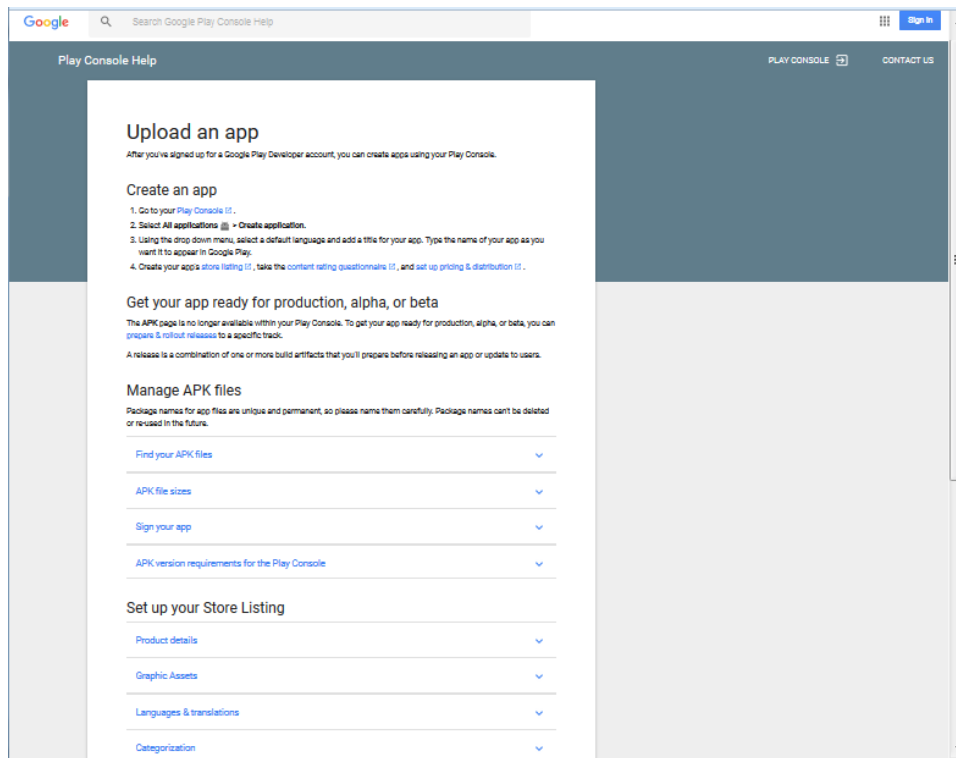 Google
Search Google Play Console Help
Sign in
Play Console Help
PLAY CONSOLE
CONTACT US
Upload an app
After you've signed up for a Google Play Developer account, you can create apps using your Play Console.
Create an app
1. Go to your Play Console.
2. Select All applications > Create application.
3. Using the drop down menu, select a default language and add a title for your app. Type the name of your app as you
want it to appear in Google Play.
4. Create your app's store listing, take the content rating questionnaire, and set up pricing & distribution.
Get your app ready for production, alpha, or beta
The APK page is no longer available within your Play Console. To get your app ready for production, alpha, or beta, you can
prepare & rollout releases to a specific track.
A release is a combination of one or more build artifacts that you'll prepare before releasing an app or update to users.
Manage APK files
Package names for app files are unique and permanent, so please name them carefully. Package names can't be deleted
or re-used in the future.
Find your APK files
APK file sizes
Sign your app
APK version requirements for the Play Console
Set up your Store Listing
Product details
Graphic Assets
Languages & translations
Categorization